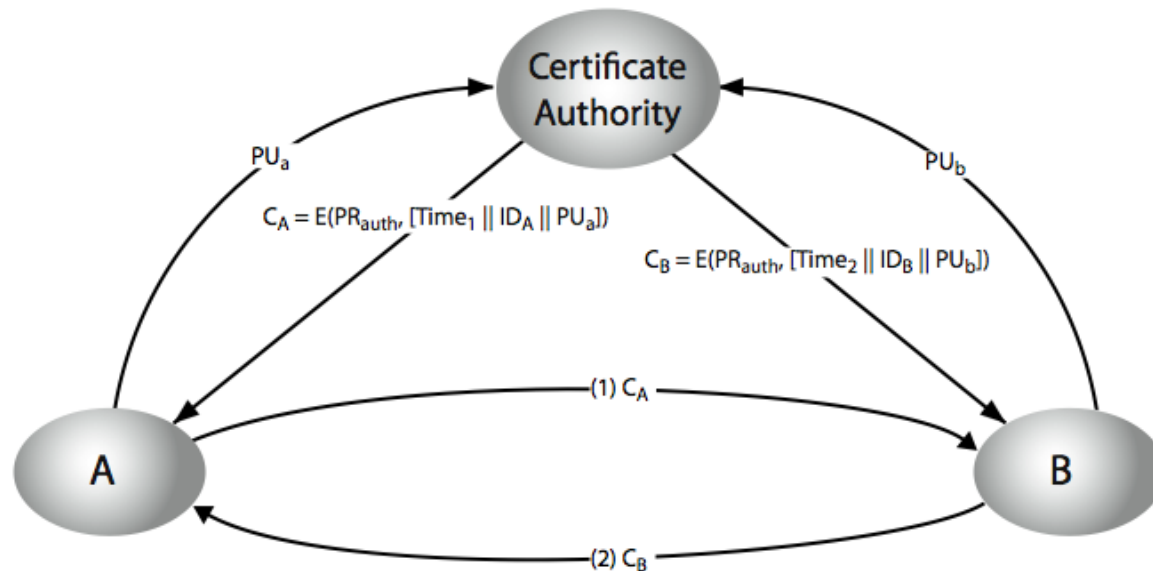 Certificate
Authority
PUa
PUb
CA = E(PRauth, [Time1 || IDA || PUa])
CB = E(PRauth, [Time2 || IDB || PUb])
(1) CA
A
B
(2) CB